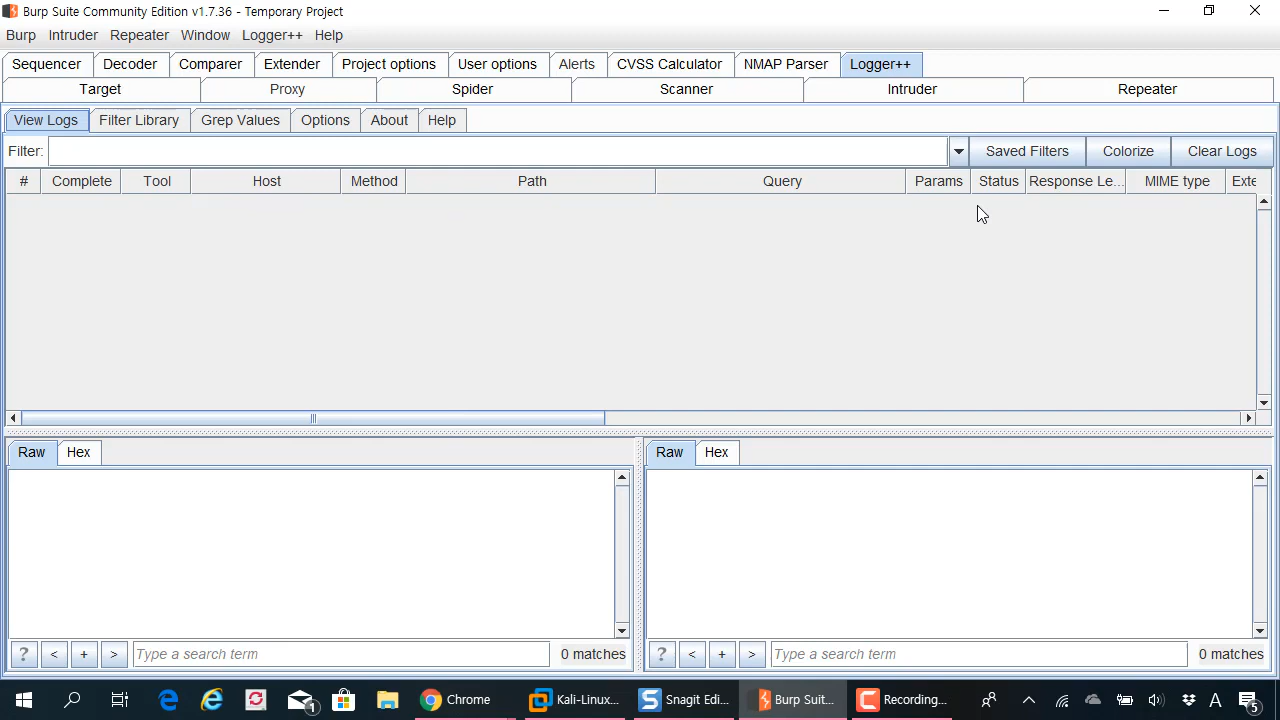 Burp Suite Community Edition v1.7.36 - Temporary Project
Burp Intruder Repeater Window Logger++ Help
Sequencer Decoder Comparer Extender Project options User options Alerts CVSS Calculator NMAP Parser Logger++
Target Proxy Spider Scanner Intruder Repeater
View Logs Filter Library Grep Values Options About Help
Filter: Saved Filters Colorize Clear Logs
# Complete Tool Host Method Path Query Params Status Response Le... MIME type Exte
Raw Hex Raw Hex
? < + > Type a search term 0 matches ? < + > Type a search term 0 matches
1 Chrome Kali-Linux... Snagit Edi... Burp Suit... Recording... A 5